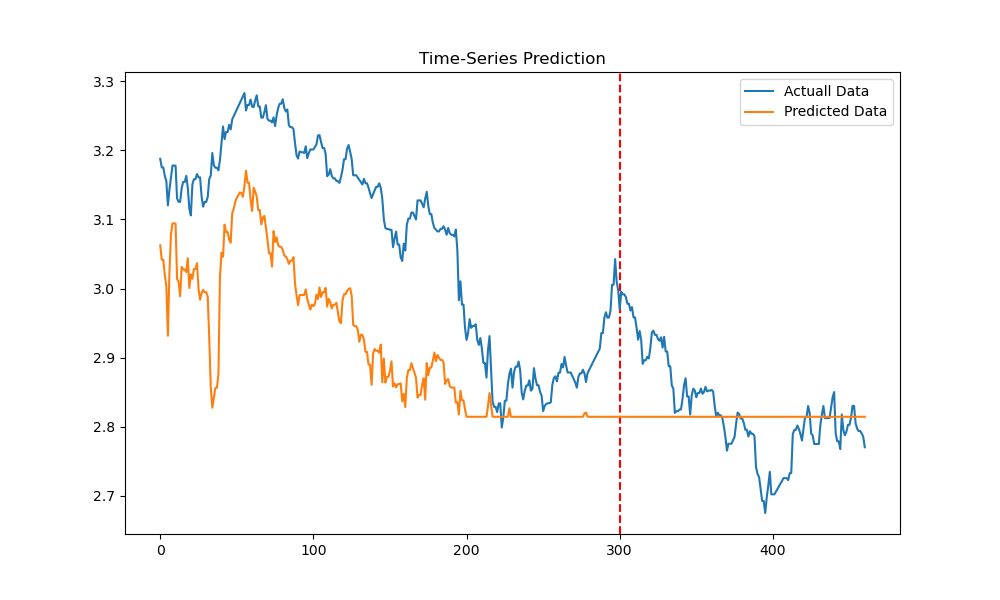 Time-Series Prediction
Actuall Data
Predicted Data
3.3
3.2
3.1
3.0
2.9
2.8
2.7
0 100 200 300 400